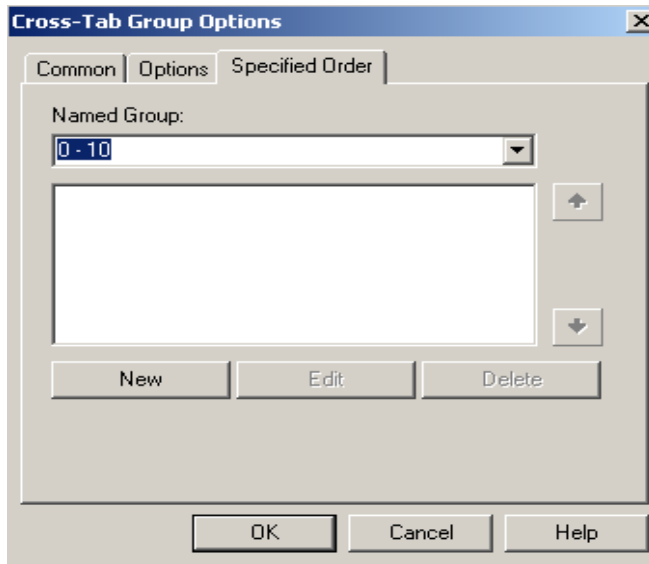 Cross-Tab Group Options
Common Options Specified Order
Named Group:
0 - 10
New Edit Delete
OK Cancel Help